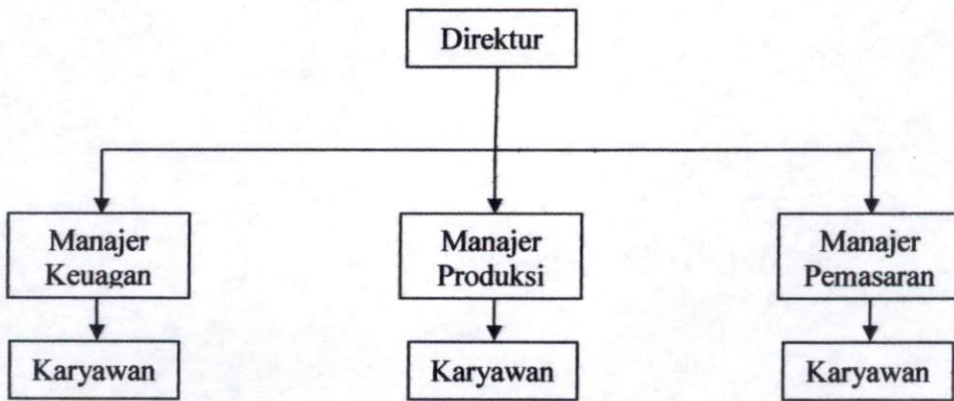 Direktur
Manajer
Keuagan
Manajer
Produksi
Manajer
Pemasaran
Karyawan
Karyawan
Karyawan